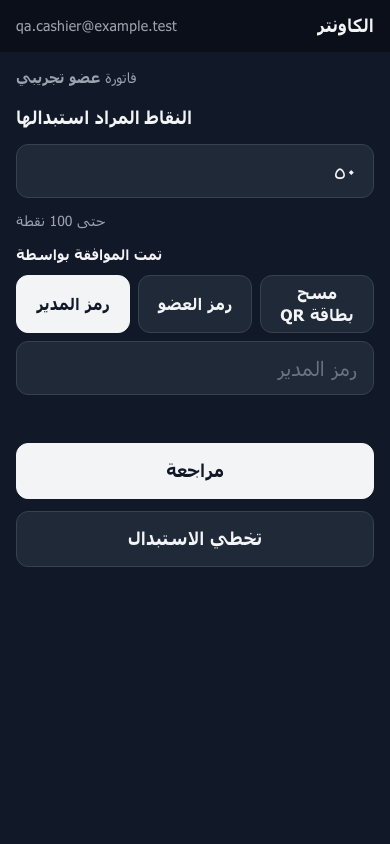 الكاونتر
qa.cashier@example.test
فاتورة عضو تجريبي
النقاط المراد استبدالها
٥٠
حتى 100 نقطة
تمت الموافقة بواسطة
مسح بطاقة QR
رمز العضو
رمز المدير
رمز المدير
مراجعة
تخطي الاستبدال